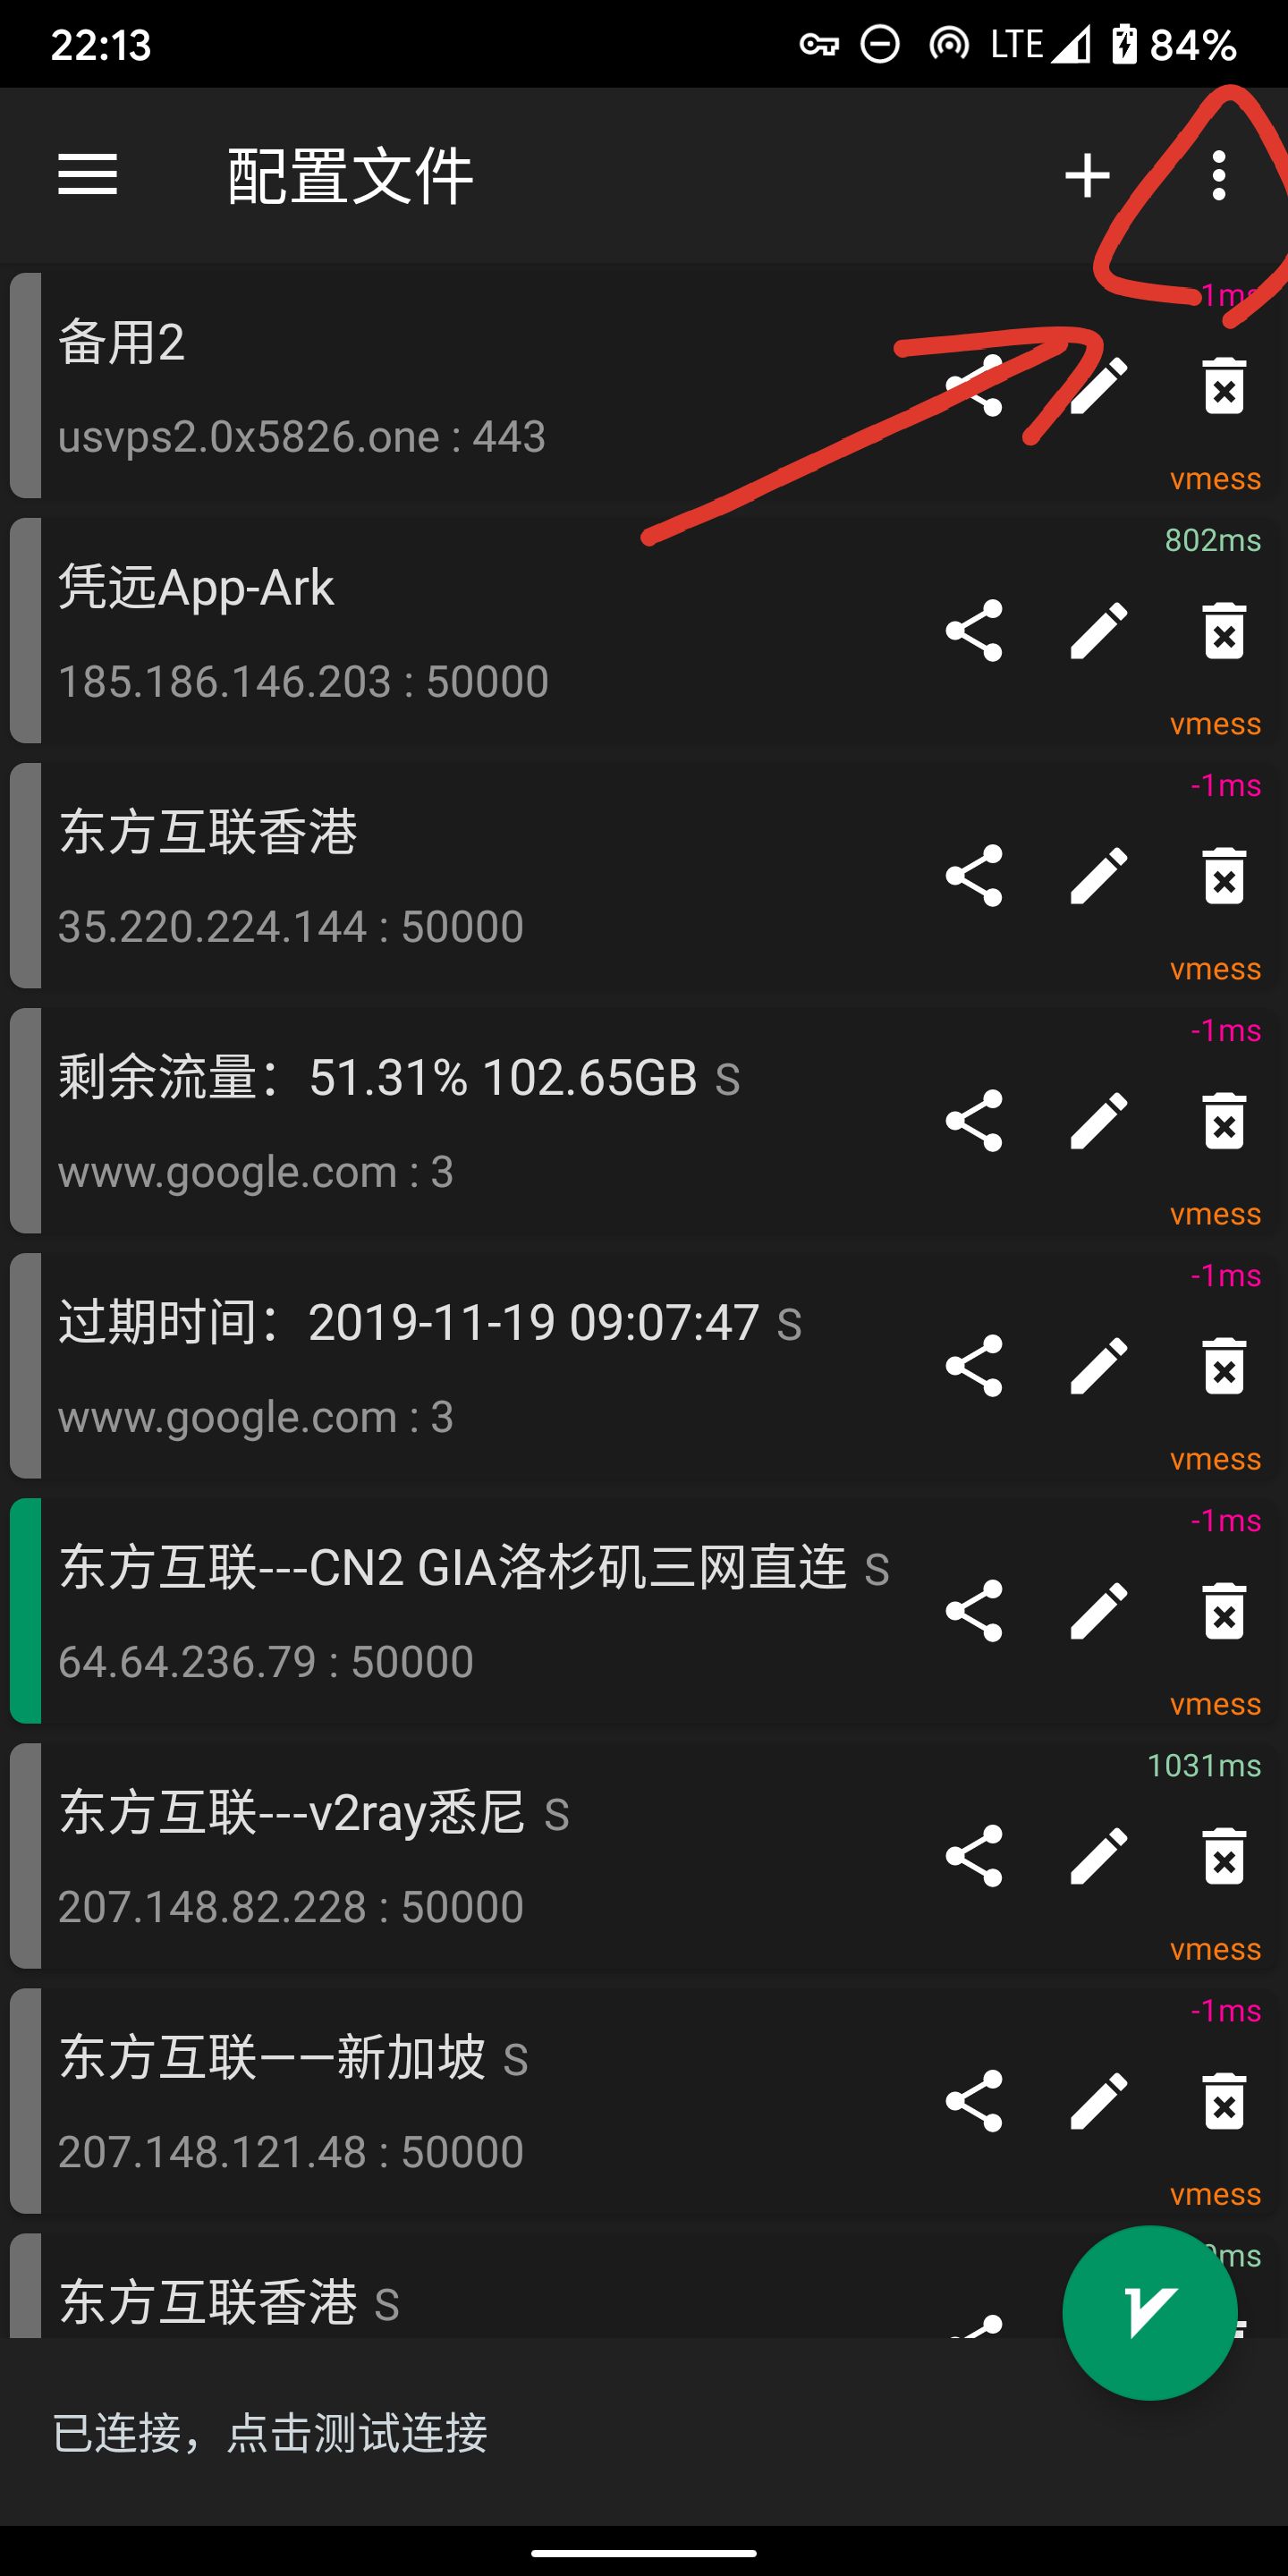 22:13
LTE
84%
配置文件
1ms
备用2
usvps2.0x5826.one : 443
vmess
802ms
凭远App-Ark
185.186.146.203 : 50000
vmess
-1ms
东方互联香港
35.220.224.144 : 50000
vmess
-1ms
剩余流量：51.31% 102.65GB S
www.google.com : 3
vmess
-1ms
过期时间：2019-11-19 09:07:47 S
www.google.com : 3
vmess
-1ms
东方互联---CN2 GIA洛杉矶三网直连 S
64.64.236.79 : 50000
vmess
1031ms
东方互联---v2ray悉尼 S
207.148.82.228 : 50000
vmess
-1ms
东方互联——新加坡 S
207.148.121.48 : 50000
vmess
ms
东方互联香港 S
已连接，点击测试连接